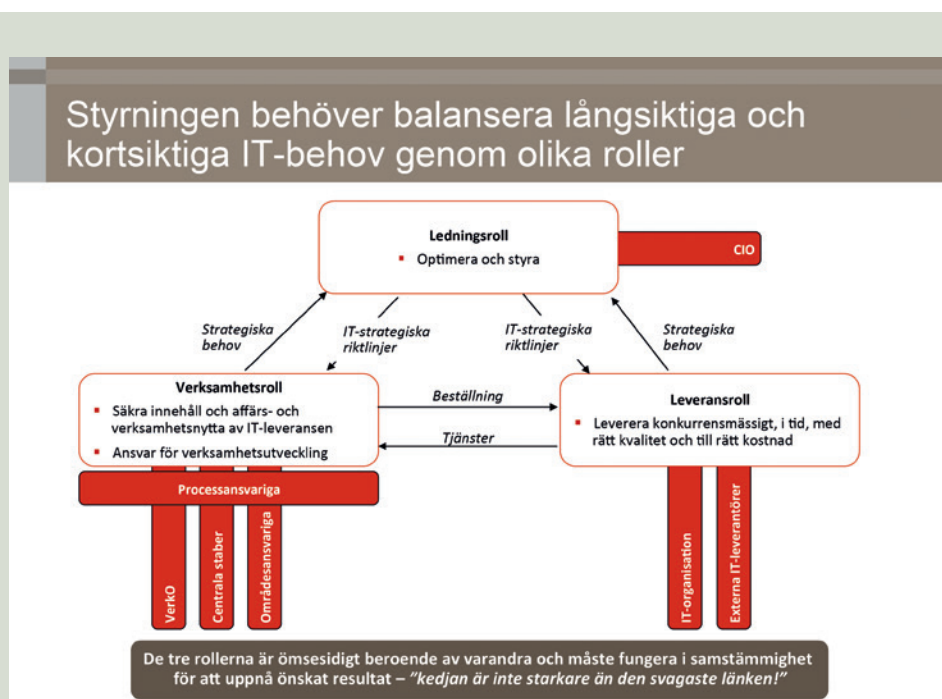 Styrningen behöver balansera långsiktiga och
kortsiktiga IT-behov genom olika roller
Ledningsroll
Optimera och styra
CIO
Strategiska
behov
IT-strategiska
riktlinjer
IT-strategiska
riktlinjer
Strategiska
behov
Verksamhetsroll
Säkra innehåll och affärs- och
verksamhetsnytta av IT-leveransen
Ansvar för verksamhetsutveckling
Beställning
Tjänster
Leveransroll
Leverera konkurrensmässigt, i tid, med
rätt kvalitet och till rätt kostnad
Processansvariga
VerkO
Centrala staber
Områdesansvariga
IT-organisation
Externa IT-leverantörer
De tre rollerna är ömsesidigt beroende av varandra och måste fungera i samstämmighet
för att uppnå önskat resultat – "kedjan är inte starkare än den svagaste länken!"